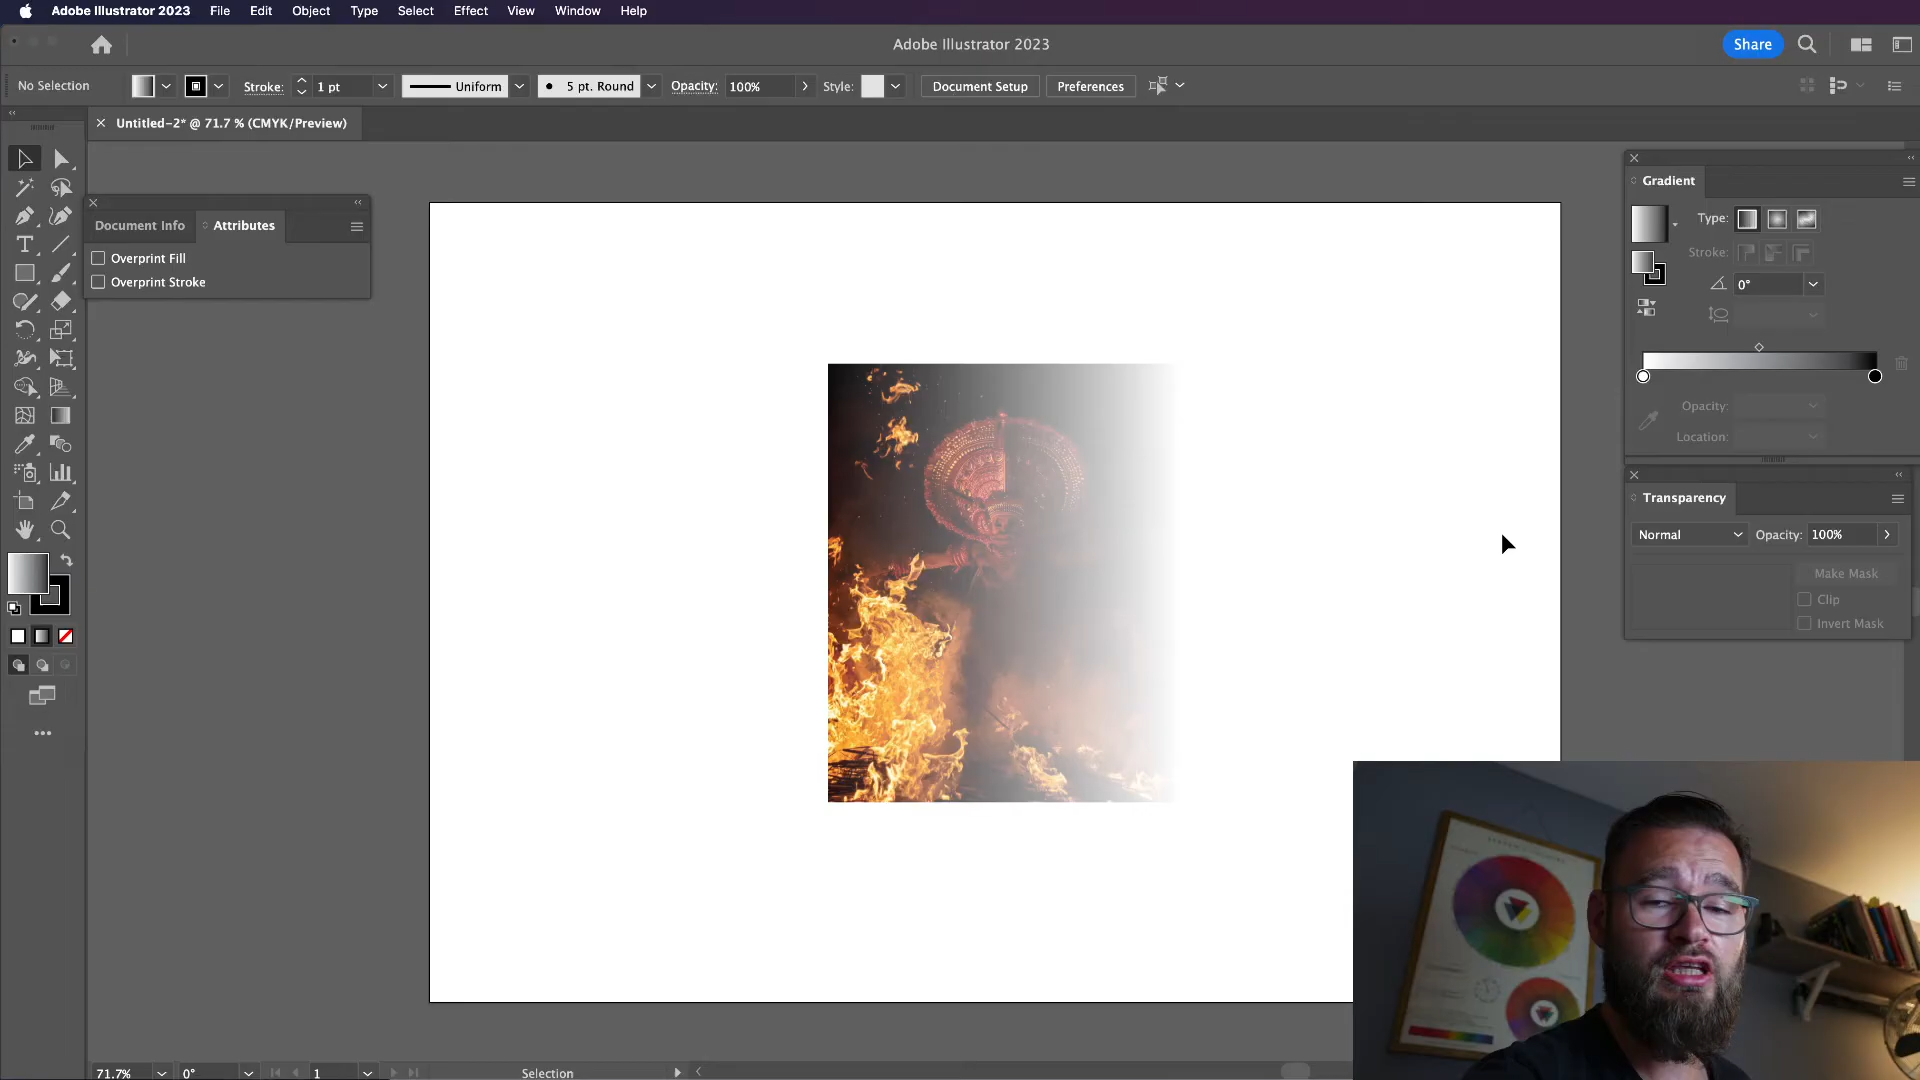 Adobe Illustrator 2023 File Edit Object Type Select Effect View Window Help
Adobe Illustrator 2023
Share
No Selection
Stroke: 1 pt
Uniform
5 pt. Round
Opacity: 100%
Style:
Document Setup
Preferences
Untitled-2* @ 71.7 % (CMYK/Preview)
Document Info
Attributes
Overprint Fill
Overprint Stroke
Gradient
Type:
Stroke:
0°
Opacity:
Location:
Transparency
Normal
Opacity: 100%
Make Mask
Clip
Invert Mask
71.7%
0°
1
Selection